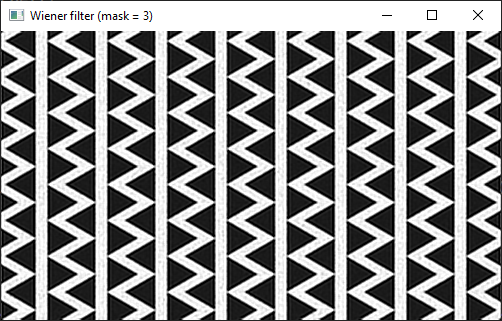 Wiener filter (mask = 3)